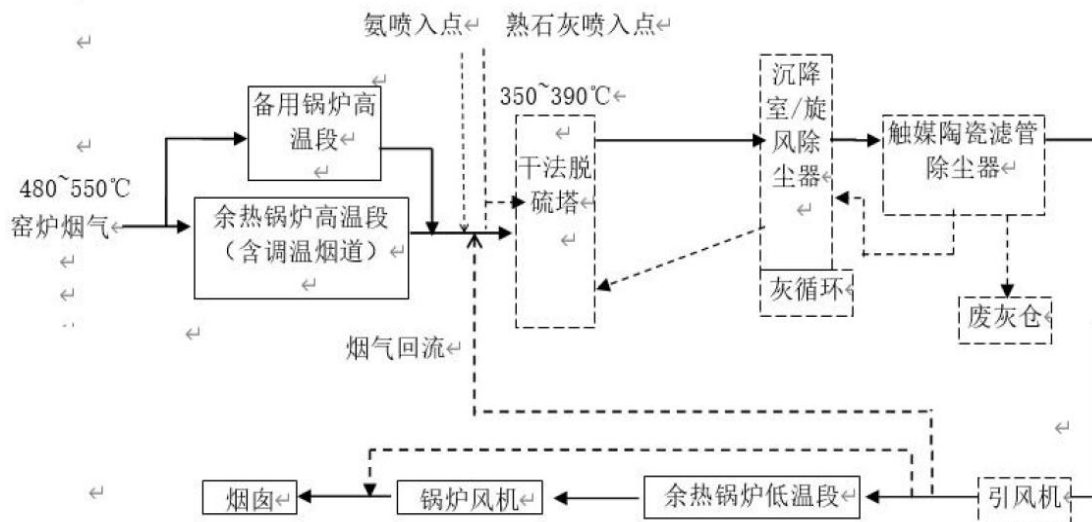 氨喷入点
熟石灰喷入点
备用锅炉高
温段
480~550℃
窑炉烟气
余热锅炉高温段
（含调温烟道）
350~390℃
干法脱
硫塔
沉降
室/旋
风除
尘器
灰循环
触媒陶瓷滤管
除尘器
废灰仓
烟气回流
烟囱
锅炉风机
余热锅炉低温段
引风机